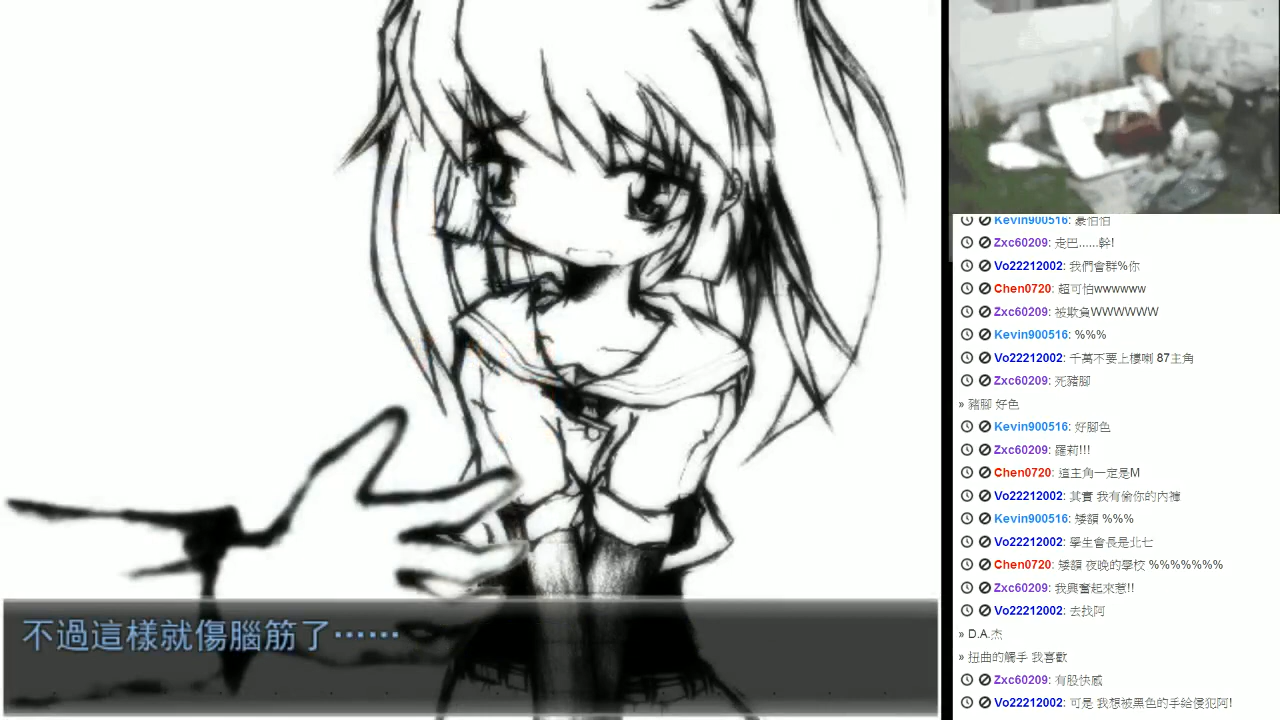 不過這樣就傷腦筋了⋯⋯
Kevin900516: 豪怕怕
Zxc60209: 走巴......幹!
Vo22212002: 我們會群%你
Chen0720: 超可怕wwwwww
Zxc60209: 被欺負WWWWWWW
Kevin900516: %%%
Vo22212002: 千萬不要上樓喇 87主角
Zxc60209: 死豬腳
» 豬腳 好色
Kevin900516: 好腳色
Zxc60209: 羅莉!!!
Chen0720: 這主角一定是M
Vo22212002: 其實 我有偷你的內褲
Kevin900516: 矮額 %%%
Vo22212002: 學生會長是北七
Chen0720: 矮額 夜晚的學校 %%%%%%%
Zxc60209: 我興奮起來惹!!
Vo22212002: 去找阿
» D.A.杰
» 扭曲的觸手 我喜歡
Zxc60209: 有股快感
Vo22212002: 可是 我想被黑色的手給侵犯阿!